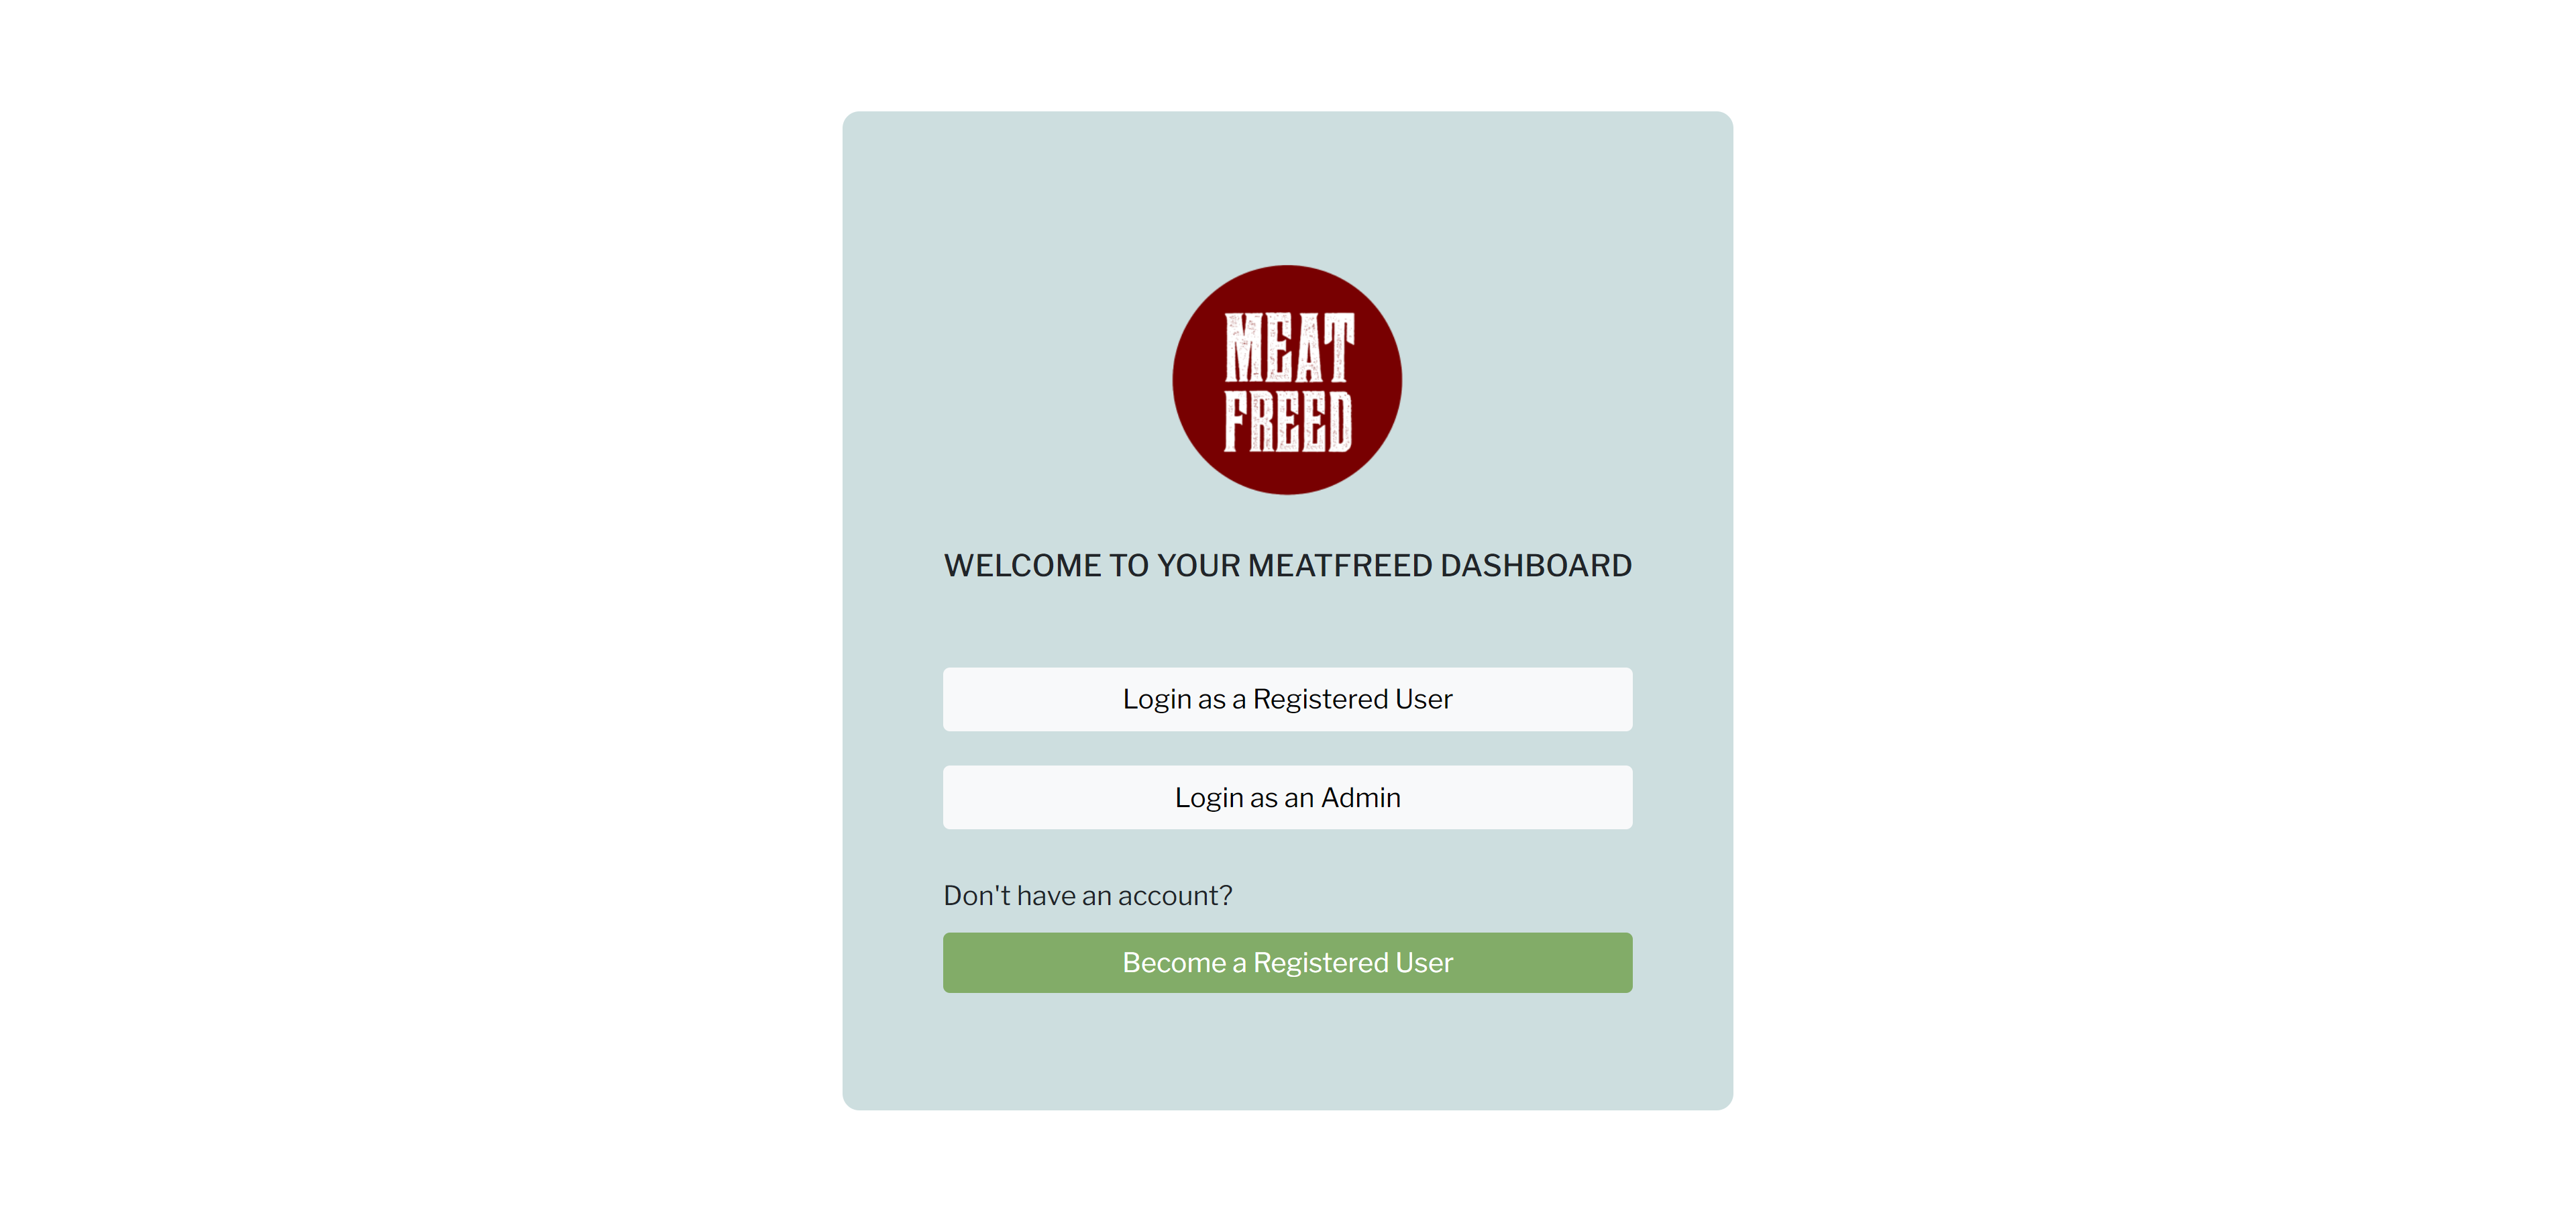 MEAT
FREED
WELCOME TO YOUR MEATFREED DASHBOARD
Login as a Registered User
Login as an Admin
Don't have an account?
Become a Registered User